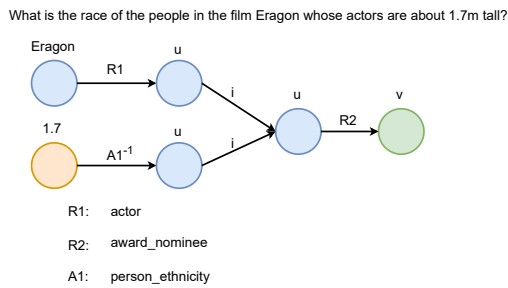 What is the race of the people in the film Eragon whose actors are about 1.7m tall?
Eragon
R1
u
i
u
R2
v
1.7
A1-1
u
i
R1: actor
R2: award_nominee
A1: person_ethnicity